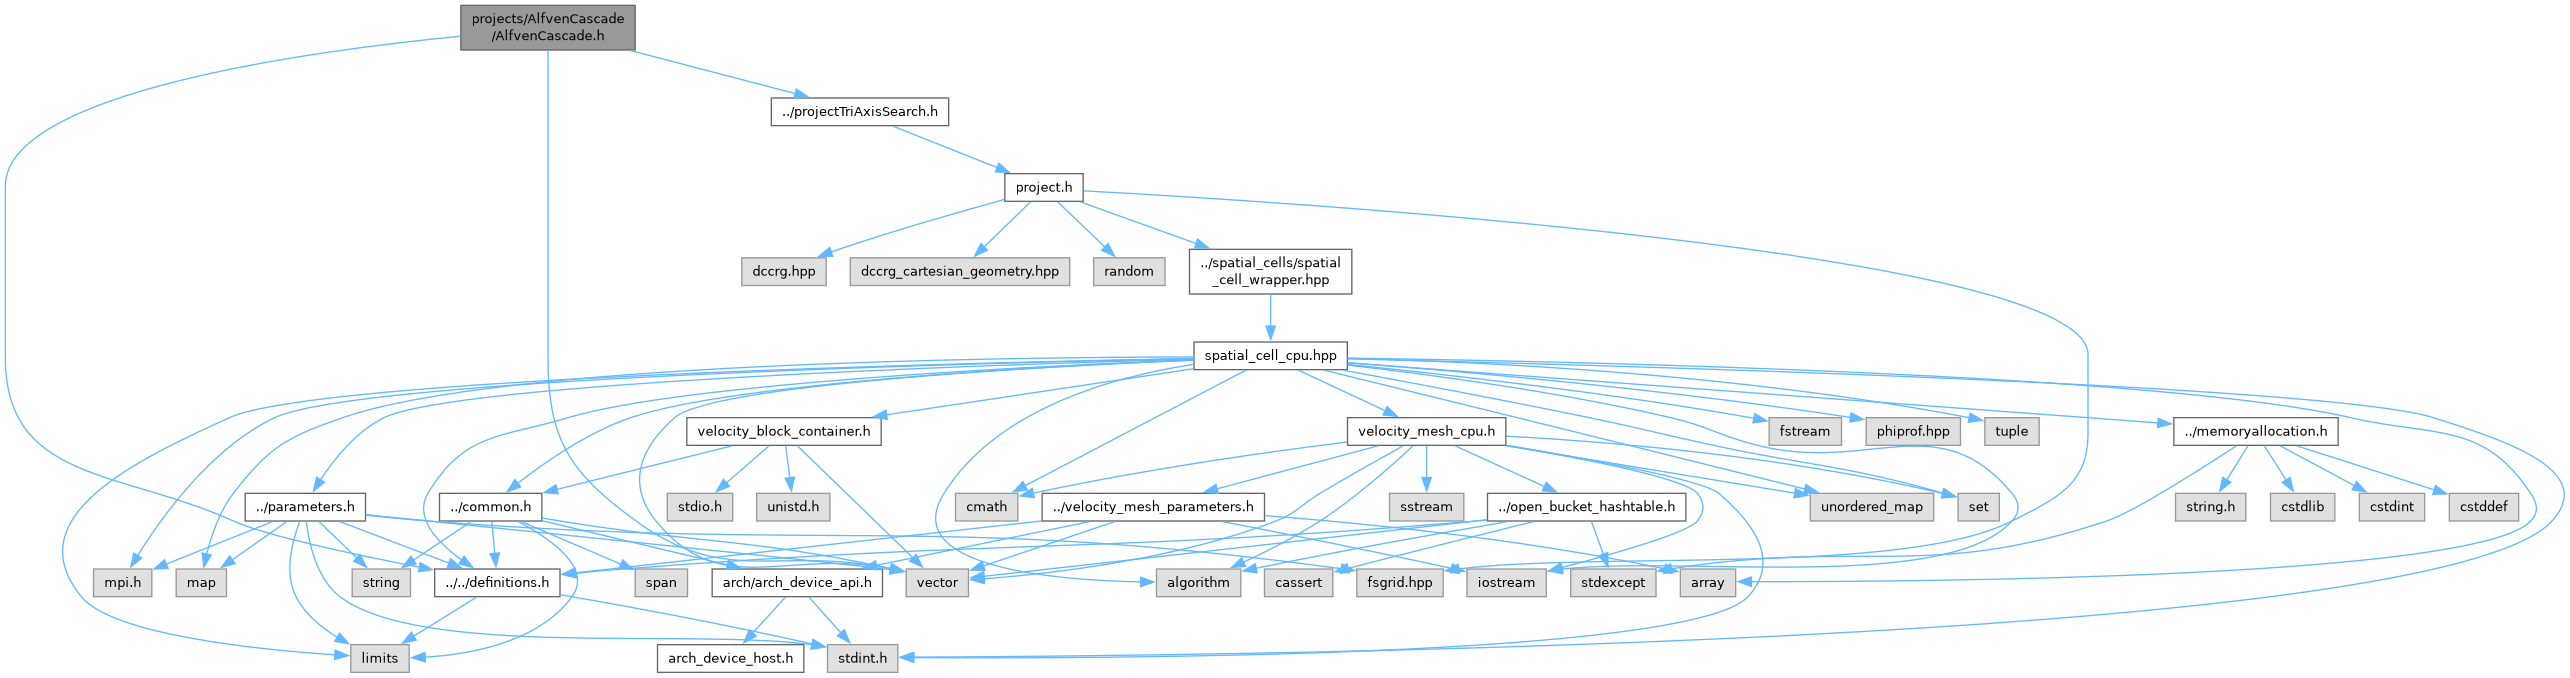 projects/AlfvenCascade
/AlfvenCascade.h
../projectTriAxisSearch.h
project.h
dccrg.hpp
dccrg_cartesian_geometry.hpp
random
../spatial_cells/spatial
_cell_wrapper.hpp
spatial_cell_cpu.hpp
velocity_block_container.h
velocity_mesh_cpu.h
fstream
phiprof.hpp
tuple
../memoryallocation.h
../parameters.h
../common.h
stdio.h
unistd.h
cmath
../velocity_mesh_parameters.h
sstream
../open_bucket_hashtable.h
unordered_map
set
string.h
cstdlib
cstdint
cstddef
mpi.h
map
string
../../definitions.h
span
arch/arch_device_api.h
vector
algorithm
cassert
fsgrid.hpp
iostream
stdexcept
array
limits
arch_device_host.h
stdint.h